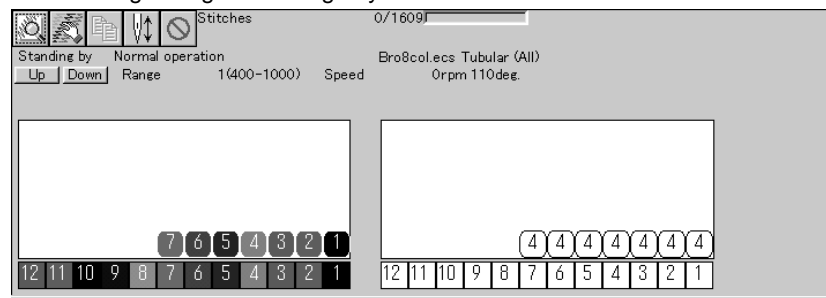 Stitches 0/1609
Standing by Normal operation Bro8col.ecs Tubular (All)
Up Down Range 1(400-1000) Speed 0rpm 110deg.
7 6 5 4 3 2 1 4 4 4 4 4 4 4
12 11 10 9 8 7 6 5 4 3 2 1 12 11 10 9 8 7 6 5 4 3 2 1